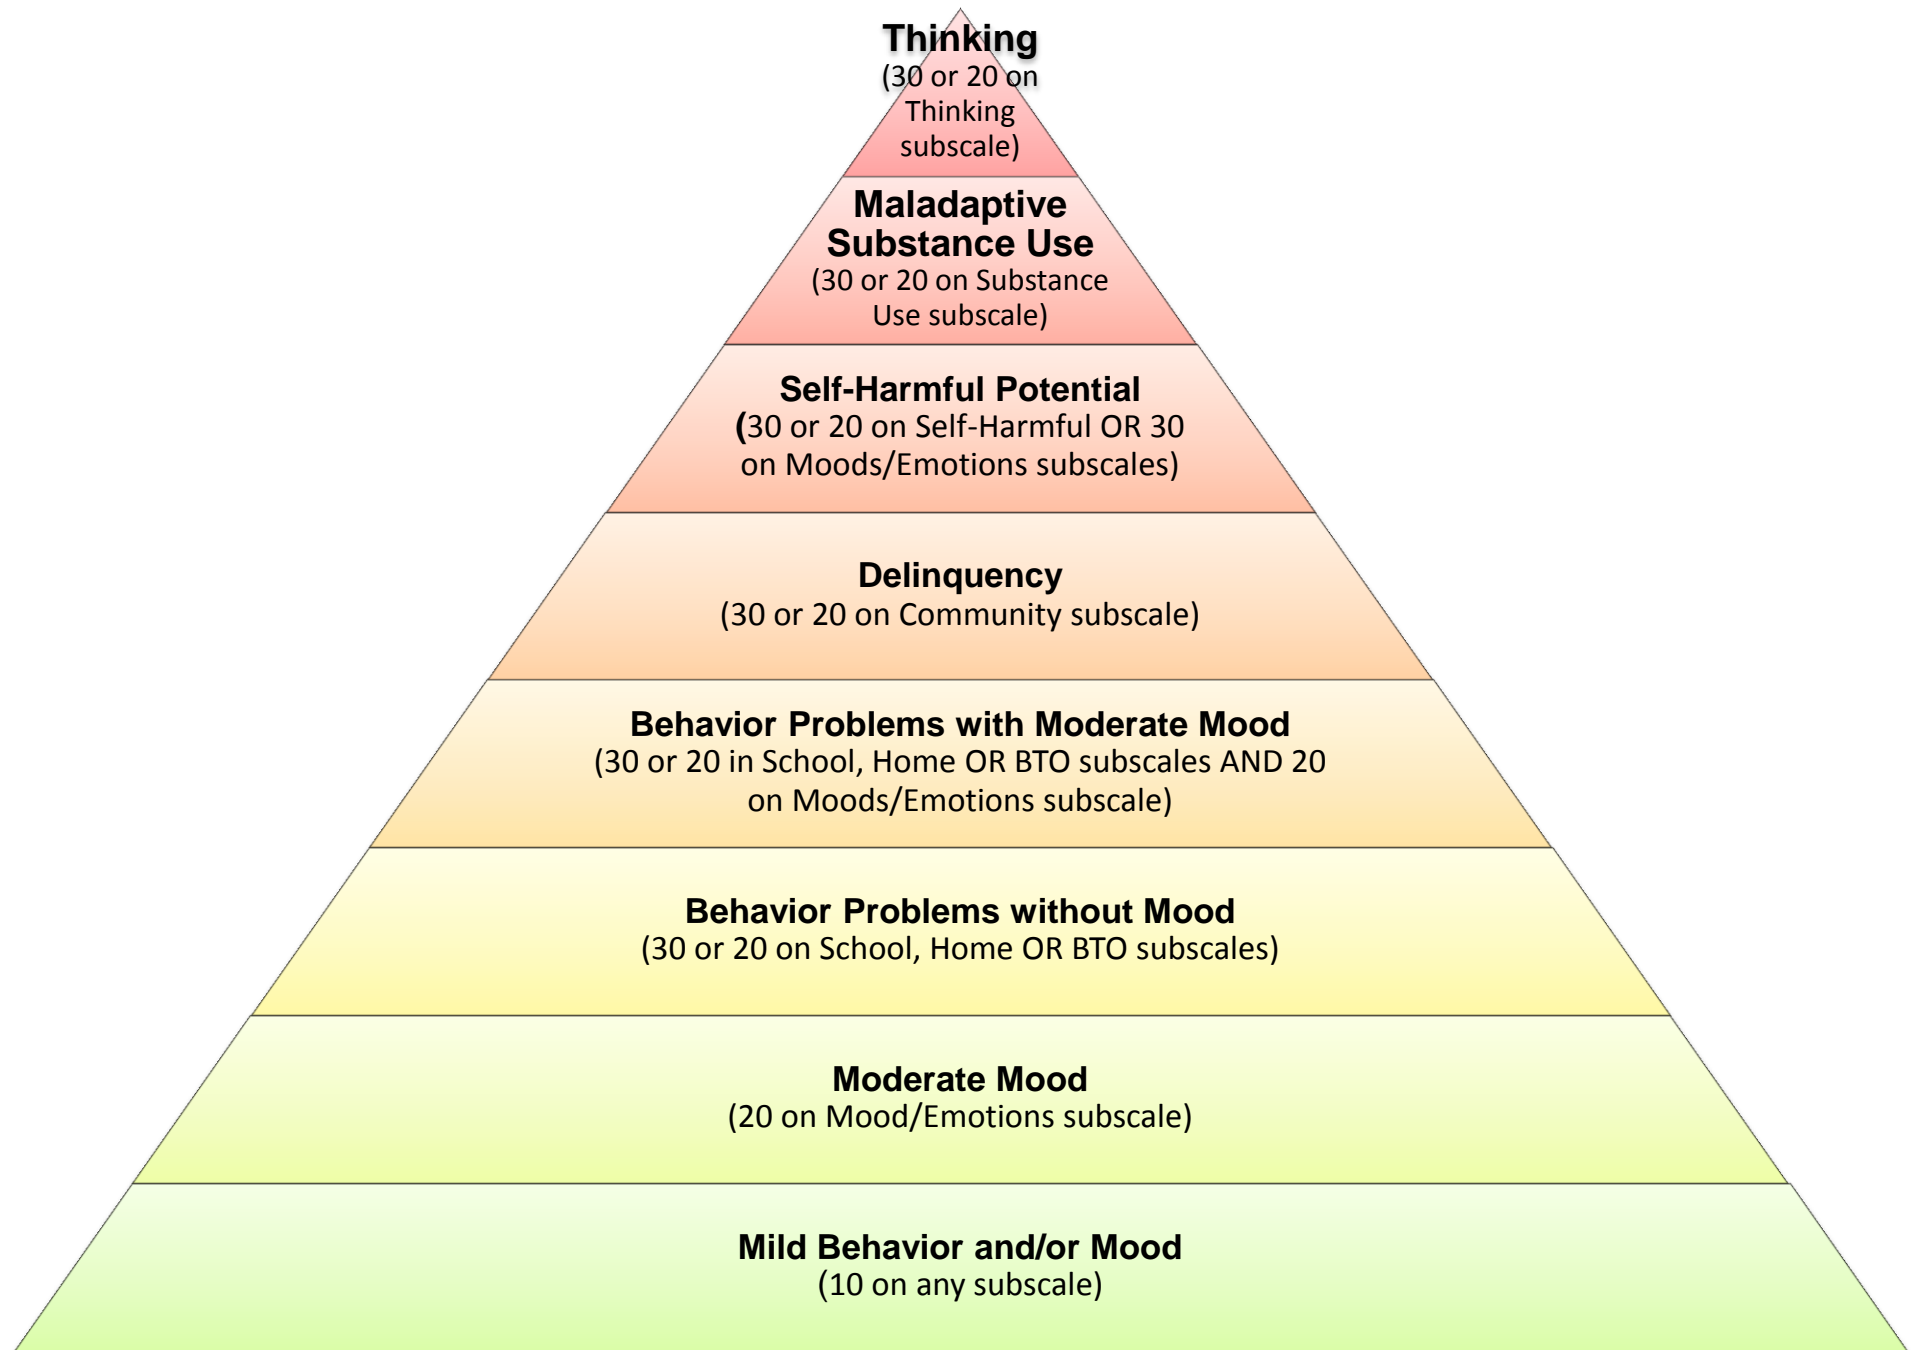 Thinking
(30 or 20 on
Thinking
subscale)
Maladaptive
Substance Use
(30 or 20 on Substance
Use subscale)
Self-Harmful Potential
(30 or 20 on Self-Harmful OR 30
on Moods/Emotions subscales)
Delinquency
(30 or 20 on Community subscale)
Behavior Problems with Moderate Mood
(30 or 20 in School, Home OR BTO subscales AND 20
on Moods/Emotions subscale)
Behavior Problems without Mood
(30 or 20 on School, Home OR BTO subscales)
Moderate Mood
(20 on Mood/Emotions subscale)
Mild Behavior and/or Mood
(10 on any subscale)